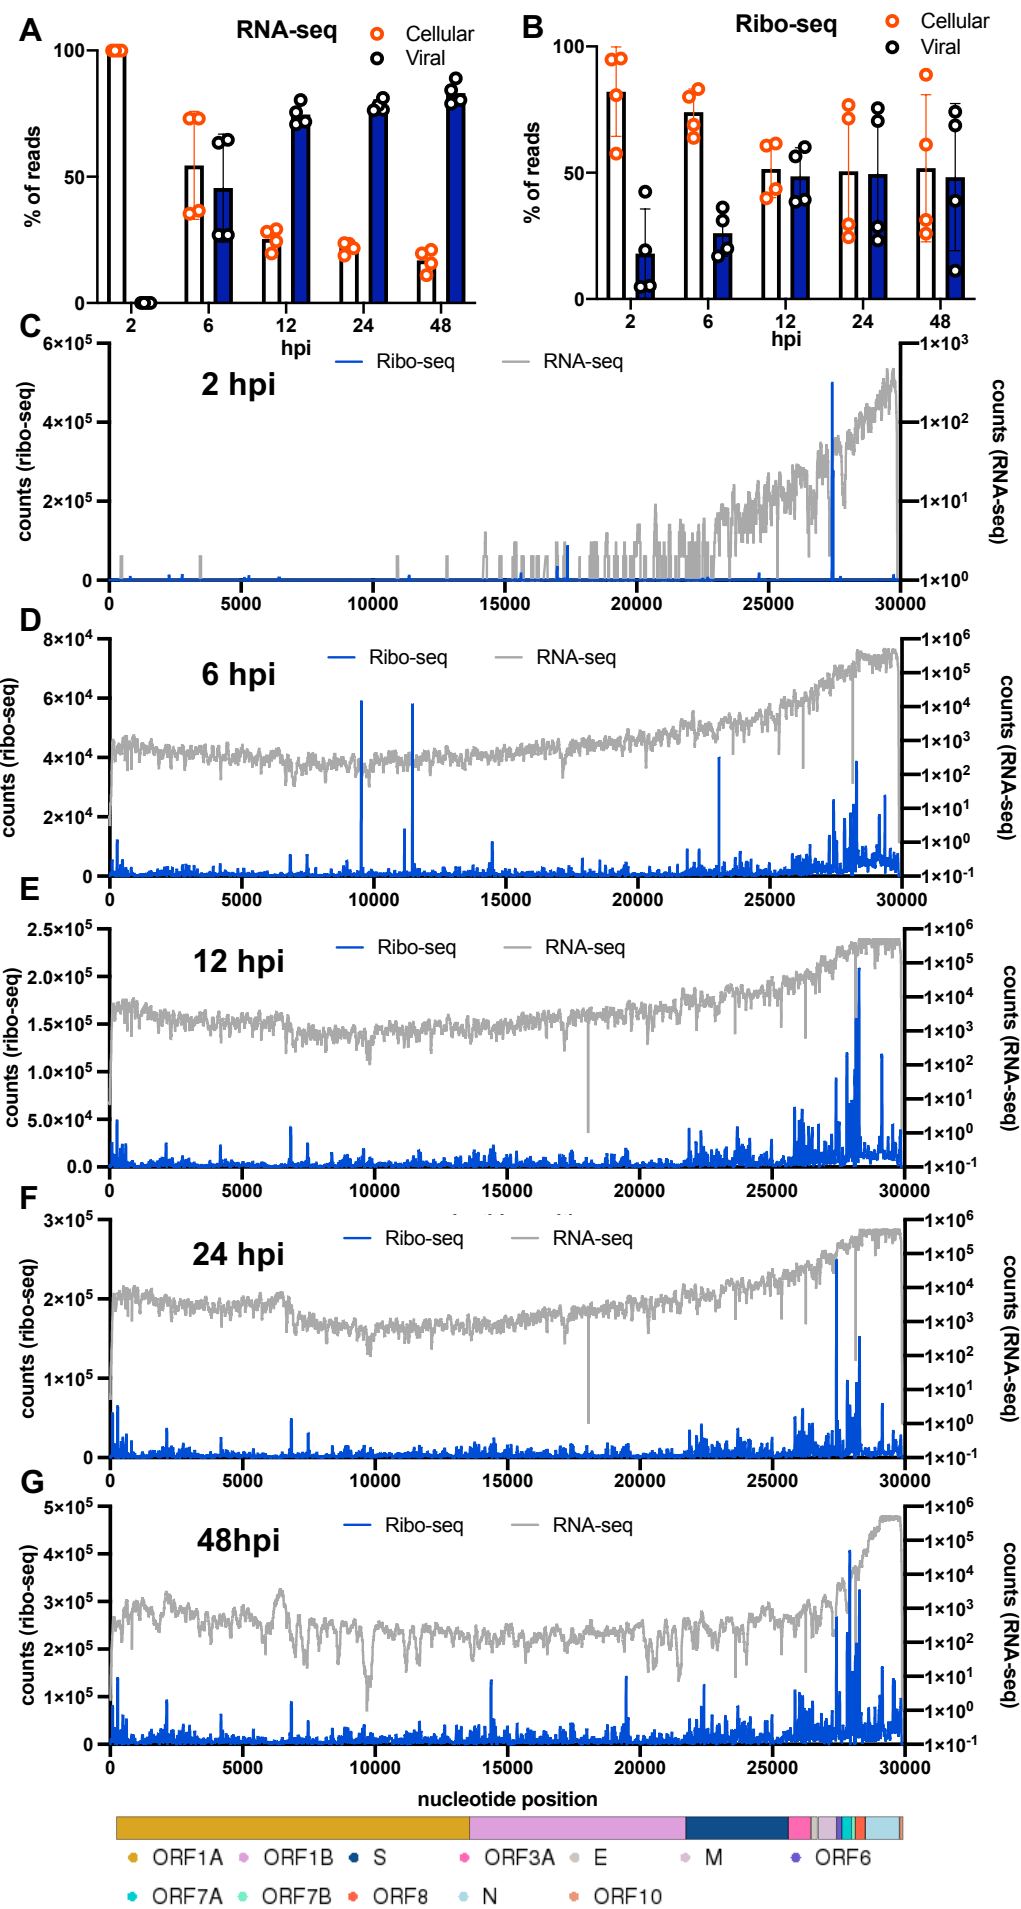 A RNA-seq
Cellular
Viral
% of reads
100
50
0
2 6 12 24 48
hpi
B Ribo-seq
Cellular
Viral
% of reads
100
50
0
2 6 12 24 48
hpi
C
2 hpi
Ribo-seq RNA-seq
counts (ribo-seq)
6×10⁵
4×10⁵
2×10⁵
0
counts (RNA-seq)
1×10³
1×10²
1×10¹
1×10⁰
0 5000 10000 15000 20000 25000 30000
D
6 hpi
Ribo-seq RNA-seq
counts (ribo-seq)
8×10⁴
6×10⁴
4×10⁴
2×10⁴
0
counts (RNA-seq)
1×10⁶
1×10⁵
1×10⁴
1×10³
1×10²
1×10¹
1×10⁰
1×10⁻¹
0 5000 10000 15000 20000 25000 30000
E
12 hpi
Ribo-seq RNA-seq
counts (ribo-seq)
2.5×10⁵
2.0×10⁵
1.5×10⁵
1.0×10⁵
5.0×10⁴
0.0
counts (RNA-seq)
1×10⁶
1×10⁵
1×10⁴
1×10³
1×10²
1×10¹
1×10⁰
1×10⁻¹
0 5000 10000 15000 20000 25000 30000
F
24 hpi
Ribo-seq RNA-seq
counts (ribo-seq)
3×10⁵
2×10⁵
1×10⁵
0
counts (RNA-seq)
1×10⁶
1×10⁵
1×10⁴
1×10³
1×10²
1×10¹
1×10⁰
1×10⁻¹
0 5000 10000 15000 20000 25000 30000
G
48hpi
Ribo-seq RNA-seq
counts (ribo-seq)
5×10⁵
4×10⁵
3×10⁵
2×10⁵
1×10⁵
0
counts (RNA-seq)
1×10⁶
1×10⁵
1×10⁴
1×10³
1×10²
1×10¹
1×10⁰
1×10⁻¹
0 5000 10000 15000 20000 25000 30000
nucleotide position
ORF1A ORF1B S ORF3A E M ORF6
ORF7A ORF7B ORF8 N ORF10